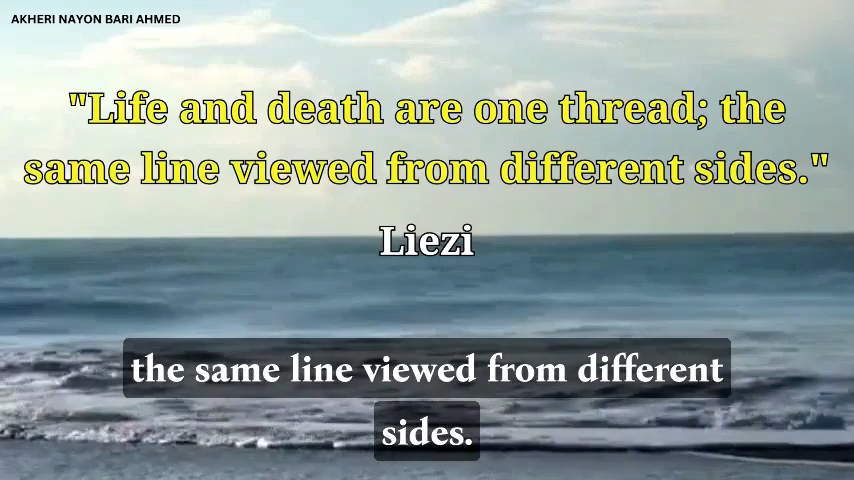 AKHERI NAYON BARI AHMED
"Life and death are one thread; the
same line viewed from different sides."
Liezi
the same line viewed from different
sides.